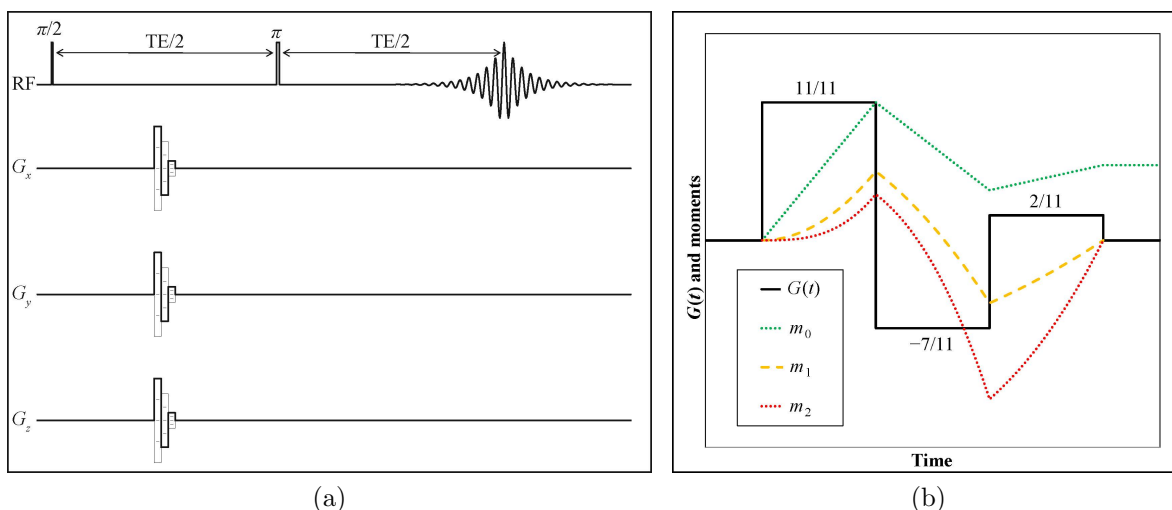 π/2
TE/2
π
TE/2
RF
G_x
G_y
G_z
(a)
11/11
2/11
−7/11
G(t) and moments
G(t)
m_0
m_1
m_2
Time
(b)